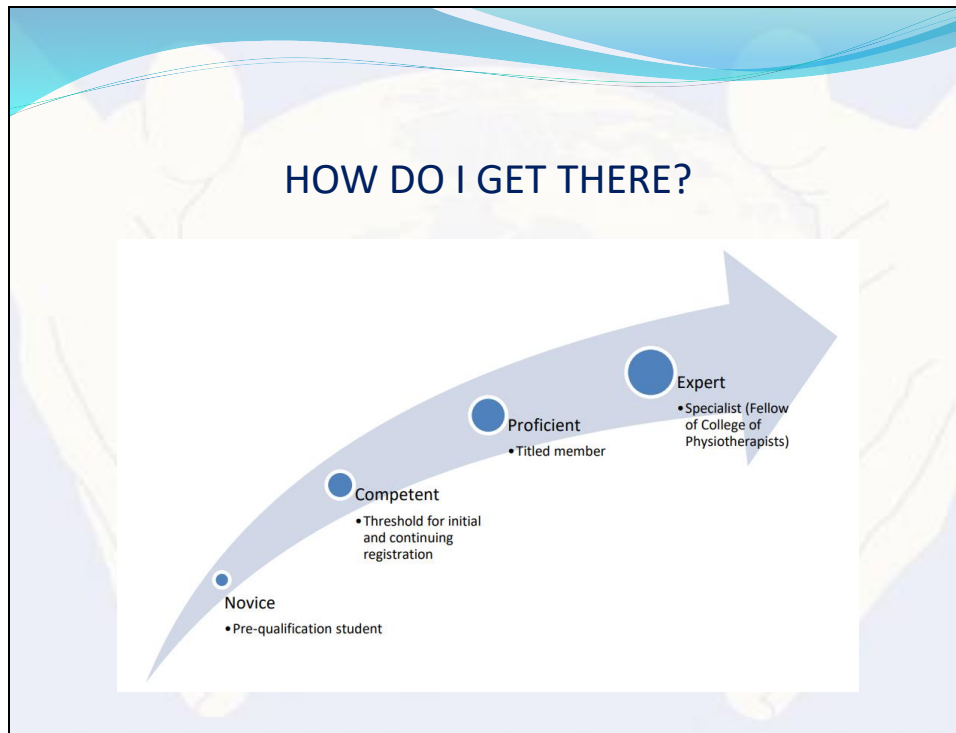 HOW DO I GET THERE?
Expert
•Specialist (Fellow
of College of
Physiotherapists)
Proficient
•Titled member
Competent
•Threshold for initial
and continuing
registration
Novice
•Pre-qualification student